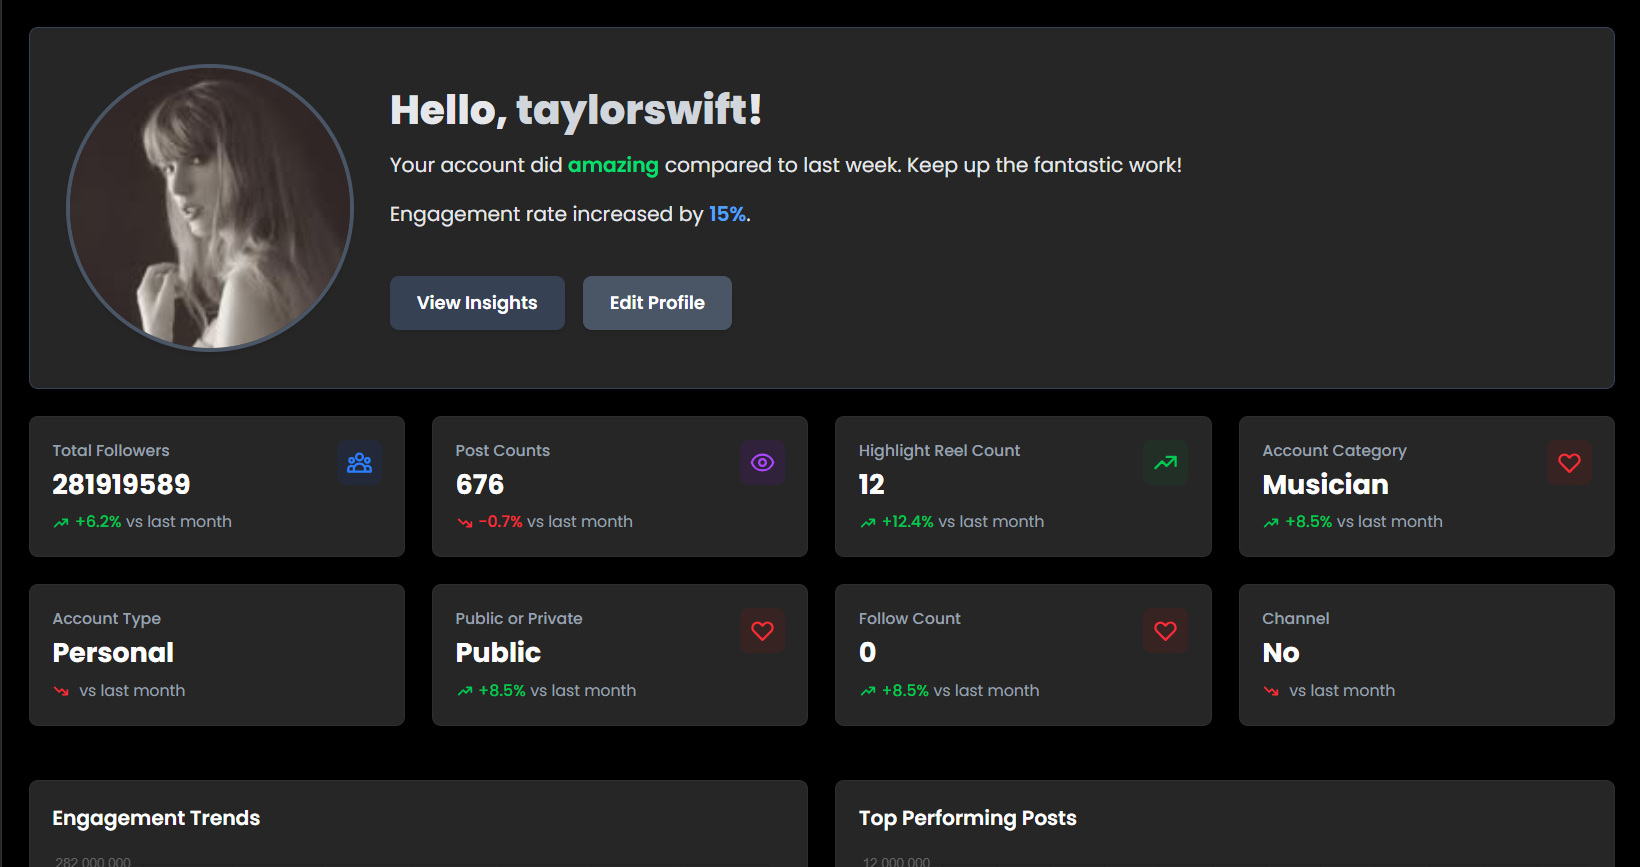 Hello, taylorswift!
Your account did amazing compared to last week. Keep up the fantastic work!
Engagement rate increased by 15%.
View Insights
Edit Profile
Total Followers
281919589
+6.2% vs last month
Post Counts
676
-0.7% vs last month
Highlight Reel Count
12
+12.4% vs last month
Account Category
Musician
+8.5% vs last month
Account Type
Personal
vs last month
Public or Private
Public
+8.5% vs last month
Follow Count
0
+8.5% vs last month
Channel
No
vs last month
Engagement Trends
282 000 000
Top Performing Posts
12 000 000